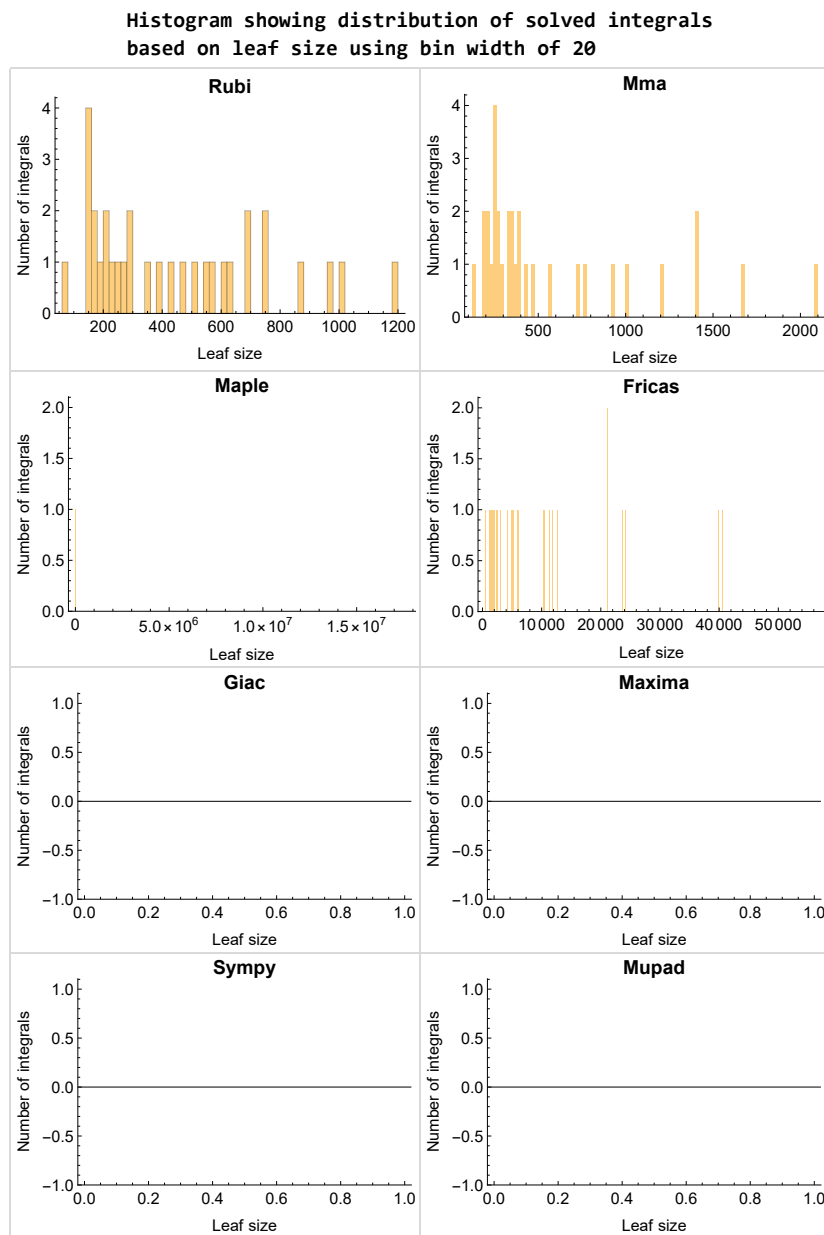 Histogram showing distribution of solved integrals
based on leaf size using bin width of 20
Rubi
Number of integrals
4
3
2
1
0
200 400 600 800 1000 1200
Leaf size
Mma
Number of integrals
4
3
2
1
0
500 1000 1500 2000
Leaf size
Maple
Number of integrals
2.0
1.5
1.0
0.5
0.0
0 5.0×10⁶ 1.0×10⁷ 1.5×10⁷
Leaf size
Fricas
Number of integrals
2.0
1.5
1.0
0.5
0.0
0 10000 20000 30000 40000 50000
Leaf size
Giac
Number of integrals
1.0
0.5
0.0
−0.5
−1.0
0.0 0.2 0.4 0.6 0.8 1.0
Leaf size
Maxima
Number of integrals
1.0
0.5
0.0
−0.5
−1.0
0.0 0.2 0.4 0.6 0.8 1.0
Leaf size
Sympy
Number of integrals
1.0
0.5
0.0
−0.5
−1.0
0.0 0.2 0.4 0.6 0.8 1.0
Leaf size
Mupad
Number of integrals
1.0
0.5
0.0
−0.5
−1.0
0.0 0.2 0.4 0.6 0.8 1.0
Leaf size